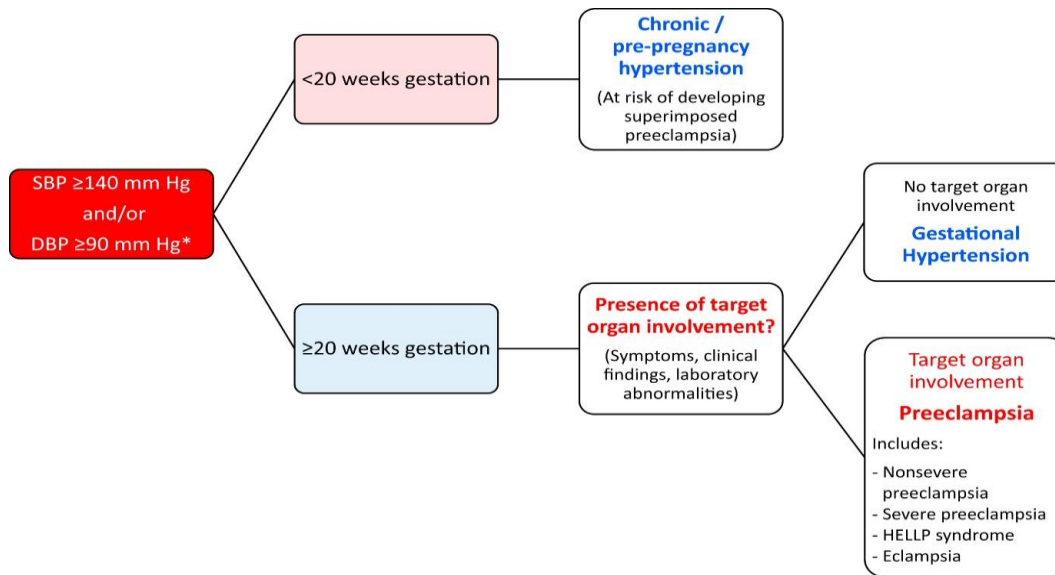 Chronic /
pre-pregnancy
hypertension
(At risk of developing
superimposed
preeclampsia)
<20 weeks gestation
SBP ≥140 mm Hg
and/or
DBP ≥90 mm Hg*
≥20 weeks gestation
Presence of target
organ involvement?
(Symptoms, clinical
findings, laboratory
abnormalities)
No target organ
involvement
Gestational
Hypertension
Target organ
involvement
Preeclampsia
Includes:
- Nonsevere
preeclampsia
- Severe preeclampsia
- HELLP syndrome
- Eclampsia